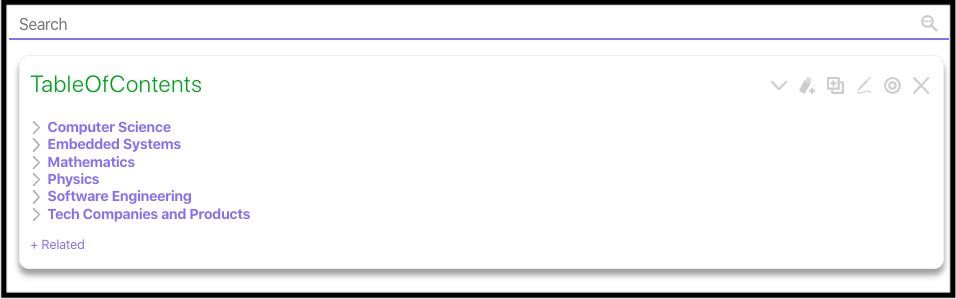 Search
TableOfContents
Computer Science
Embedded Systems
Mathematics
Physics
Software Engineering
Tech Companies and Products
+ Related